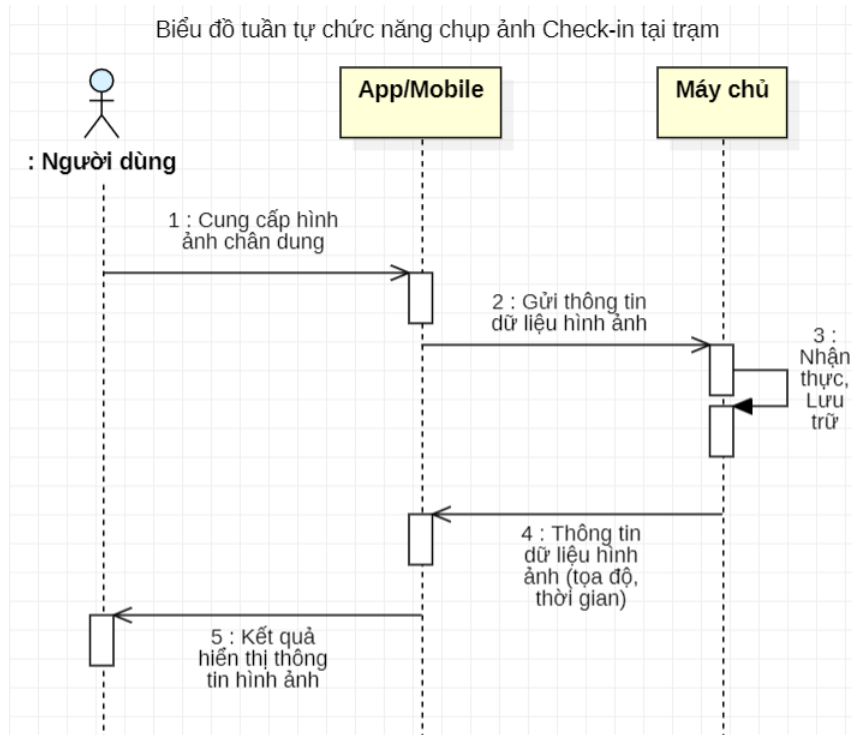 Biểu đồ tuần tự chức năng chụp ảnh Check-in tại trạm
App/Mobile
Máy chủ
: Người dùng
1 : Cung cấp hình
ảnh chân dung
2 : Gửi thông tin
dữ liệu hình ảnh
3 :
Nhận
thực,
Lưu
trữ
4 : Thông tin
dữ liệu hình
ảnh (tọa độ,
thời gian)
5 : Kết quả
hiển thị thông
tin hình ảnh